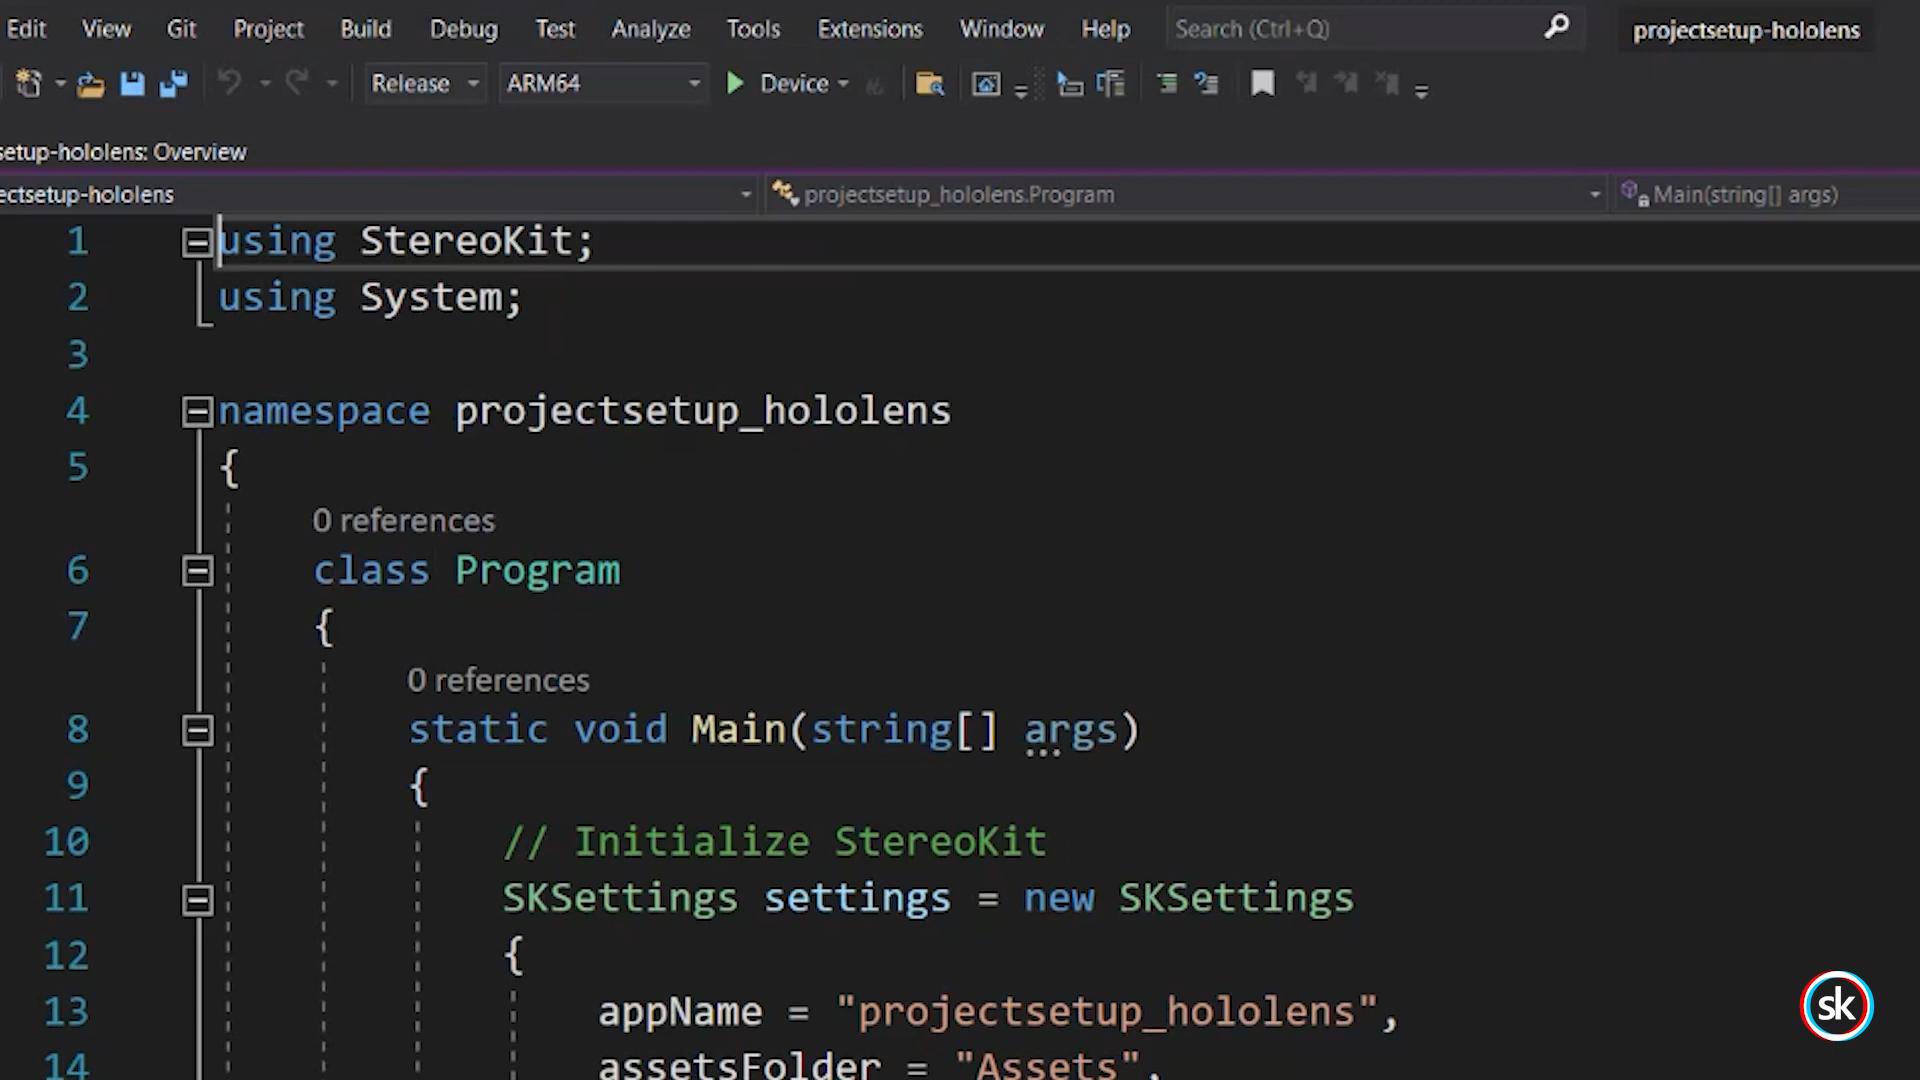 Edit View Git Project Build Debug Test Analyze Tools Extensions Window Help Search (Ctrl+Q) projectsetup-hololens
Release ARM64 Device
setup-hololens: Overview
ectsetup-hololens projectsetup_hololens.Program Main(string[] args)
1 using StereoKit;
2 using System;
3
4 namespace projectsetup_hololens
5 {
0 references
6 class Program
7 {
0 references
8 static void Main(string[] args)
9 {
10 // Initialize StereoKit
11 SKSettings settings = new SKSettings
12 {
13 appName = "projectsetup_hololens",
14 assetsFolder = "Assets",
sk